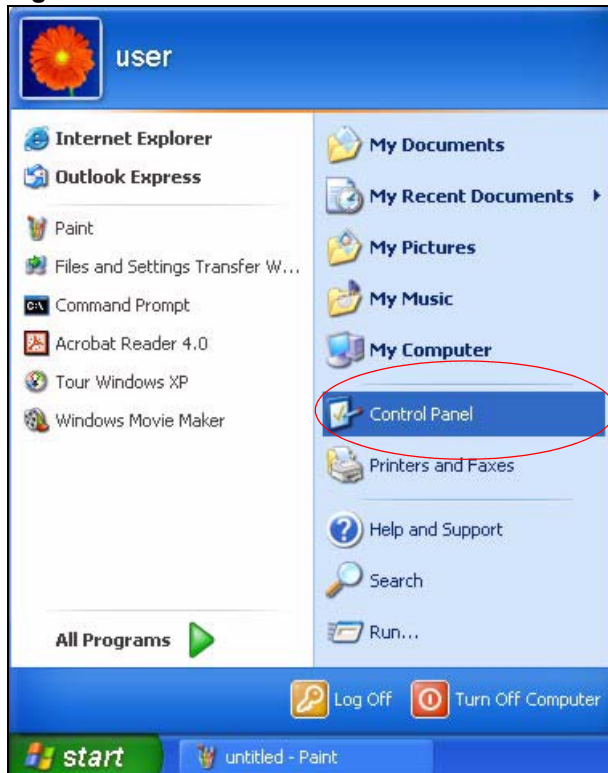 user
Internet Explorer
Outlook Express
Paint
Files and Settings Transfer W...
Command Prompt
Acrobat Reader 4.0
Tour Windows XP
Windows Movie Maker
All Programs
My Documents
My Recent Documents
My Pictures
My Music
My Computer
Control Panel
Printers and Faxes
Help and Support
Search
Run...
Log Off
Turn Off Computer
start
untitled - Paint